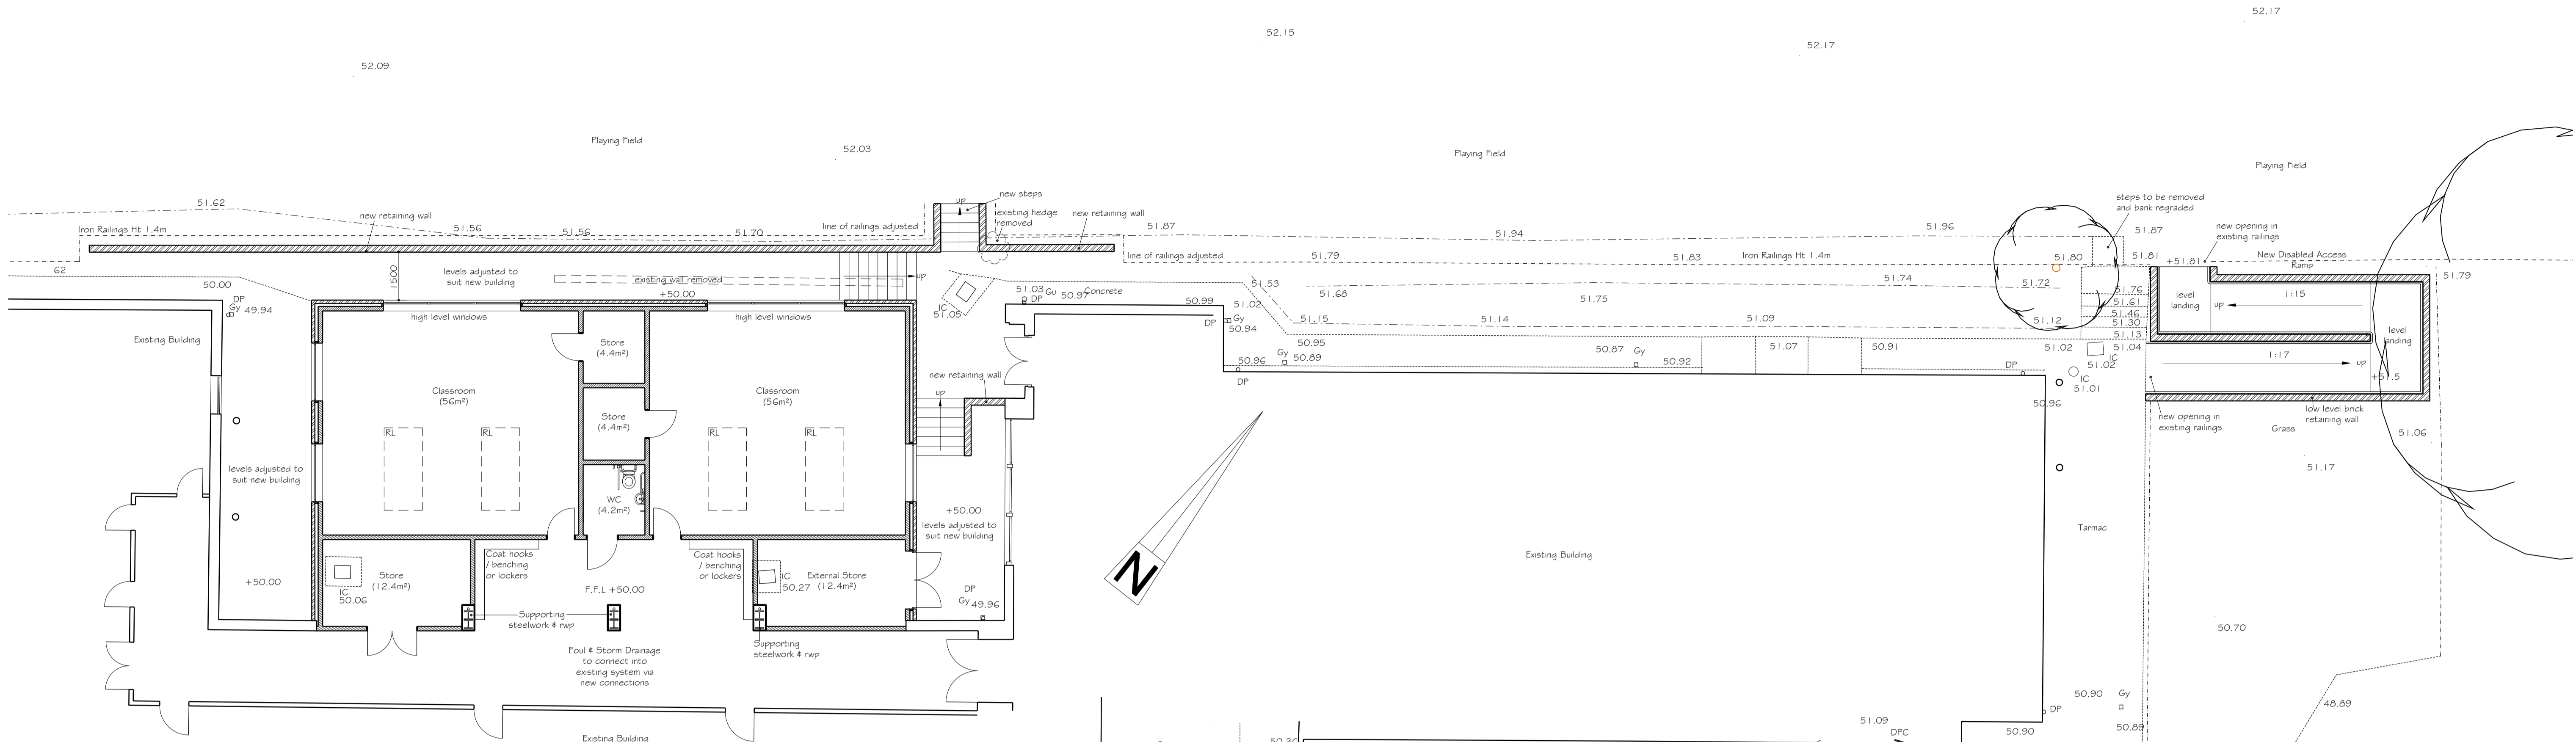 52.17
52.15
52.17
52.09
Playing Field
52.03
Playing Field
Playing Field
51.62
new retaining wall
Iron Railings Ht 1.4m
51.56
51.56
51.70
line of railings adjusted
up
new steps
existing hedge
removed
new retaining wall
51.87
line of railings adjusted
51.94
51.79
51.83
Iron Railings Ht 1.4m
51.96
steps to be removed
and bank regraded
51.87
new opening in
existing railings
51.80
51.81
+51.81
New Disabled Access
Ramp
51.79
62
50.00
1500
levels adjusted to
suit new building
existing wall removed
+50.00
up
51.53
51.68
51.75
51.74
51.72
51.76
51.61
51.46
51.30
51.13
level
landing
up
1:15
level
landing
DP
Gy
49.94
high level windows
high level windows
IC
51.05
51.03
Gu
DP
50.97
Concrete
50.99
51.02
DP
Gy
50.94
51.15
51.14
51.09
51.12
Existing Building
Store
(4.4m²)
50.95
Gy
50.89
50.96
DP
50.87
Gy
50.92
51.07
50.91
DP
51.02
51.04
IC
51.02
IC
51.01
1:17
up
+51.5
50.96
new retaining wall
up
Classroom
(56m²)
Classroom
(56m²)
Store
(4.4m²)
RL
RL
RL
RL
new opening in
existing railings
low level brick
retaining wall
Grass
51.06
51.17
levels adjusted to
suit new building
WC
(4.2m²)
+50.00
levels adjusted to
suit new building
N
Tarmac
Existing Building
Coat hooks
/ benching
or lockers
Coat hooks
/ benching
or lockers
+50.00
Store
(12.4m²)
IC
50.06
F.F.L +50.00
IC
50.27
External Store
(12.4m²)
DP
Gy
49.96
Supporting
steelwork & rwp
Supporting
steelwork & rwp
Foul & Storm Drainage
to connect into
existing system via
new connections
50.70
50.90
Gy
48.89
DP
51.09
DPC
50.90
50.89
Existing Building
50.30